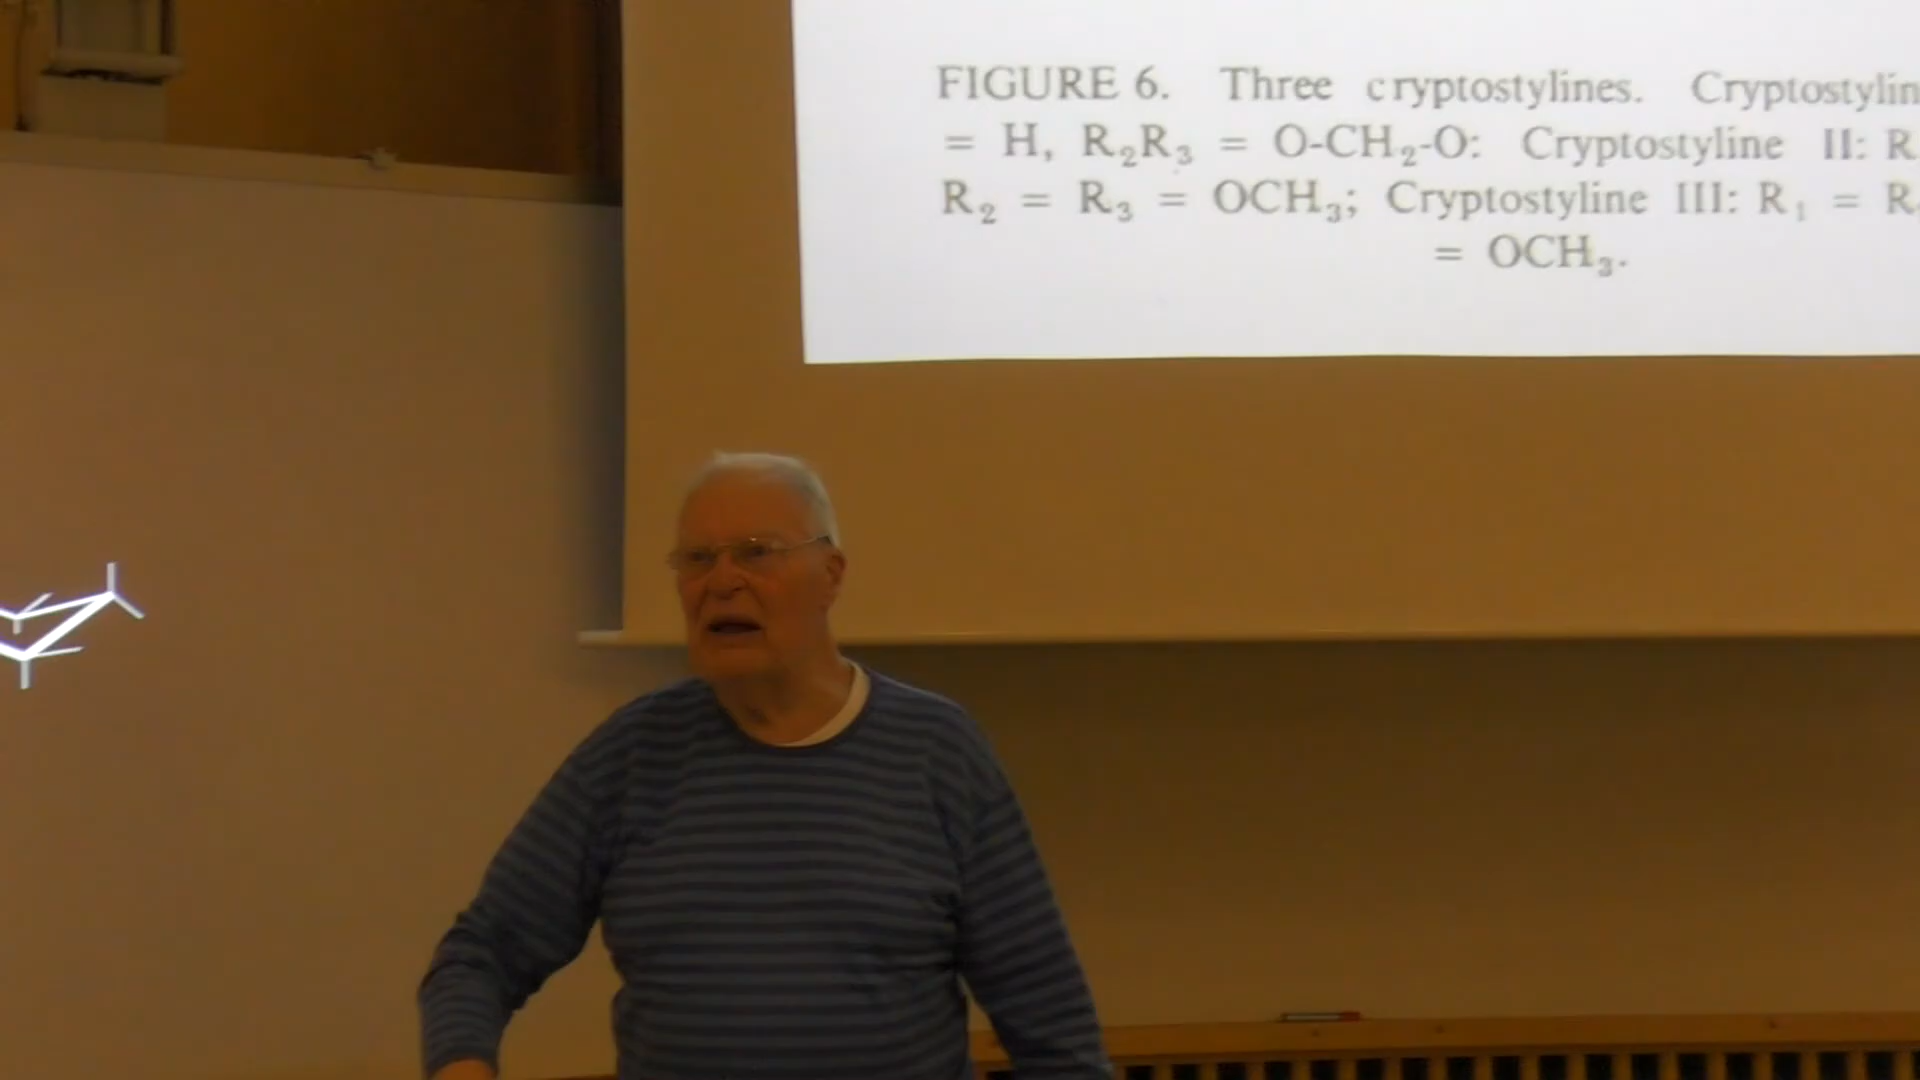 FIGURE 6. Three cryptostylines. Cryptostylin
= H, R₂R₃ = O-CH₂-O: Cryptostyline II: R
R₂ = R₃ = OCH₃; Cryptostyline III: R₁ = R
= OCH₃.